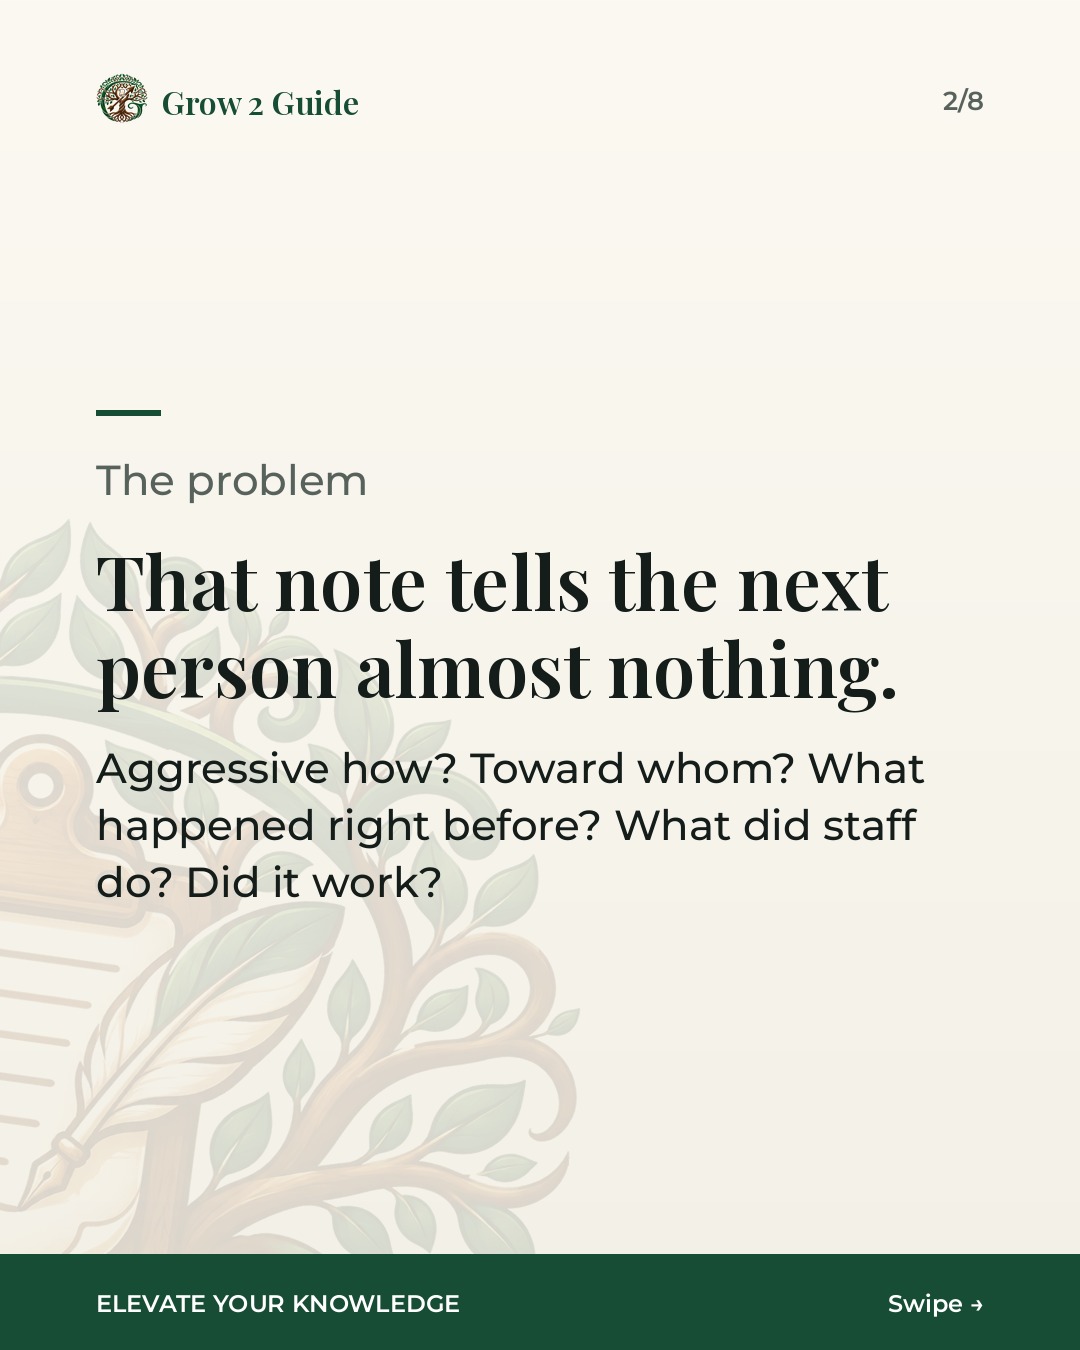 Grow 2 Guide
2/8
The problem
That note tells the next
person almost nothing.
Aggressive how? Toward whom? What
happened right before? What did staff
do? Did it work?
ELEVATE YOUR KNOWLEDGE
Swipe →